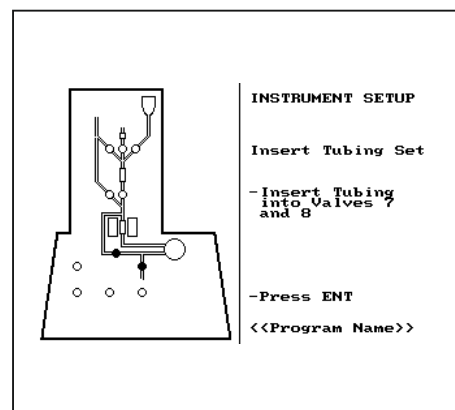 INSTRUMENT SETUP
Insert Tubing Set
-Insert Tubing
into Valves 7
and 8
-Press ENT
<<Program Name>>